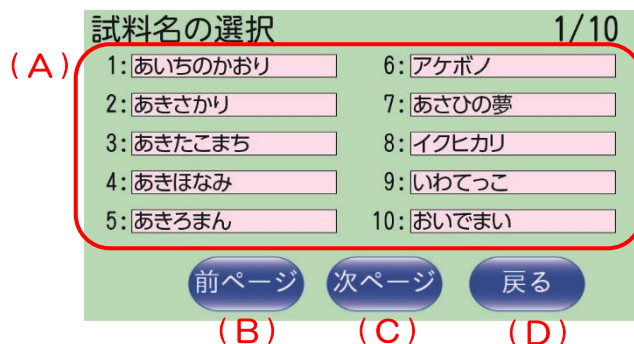 試料名の選択 1/10
(A)
1:あいちのかおり 6:アケボノ
2:あきさかり 7:あさひの夢
3:あきたこまち 8:イクヒカリ
4:あきほなみ 9:いわてっこ
5:あきろまん 10:おいでまい
前ページ 次ページ 戻る
(B) (C) (D)